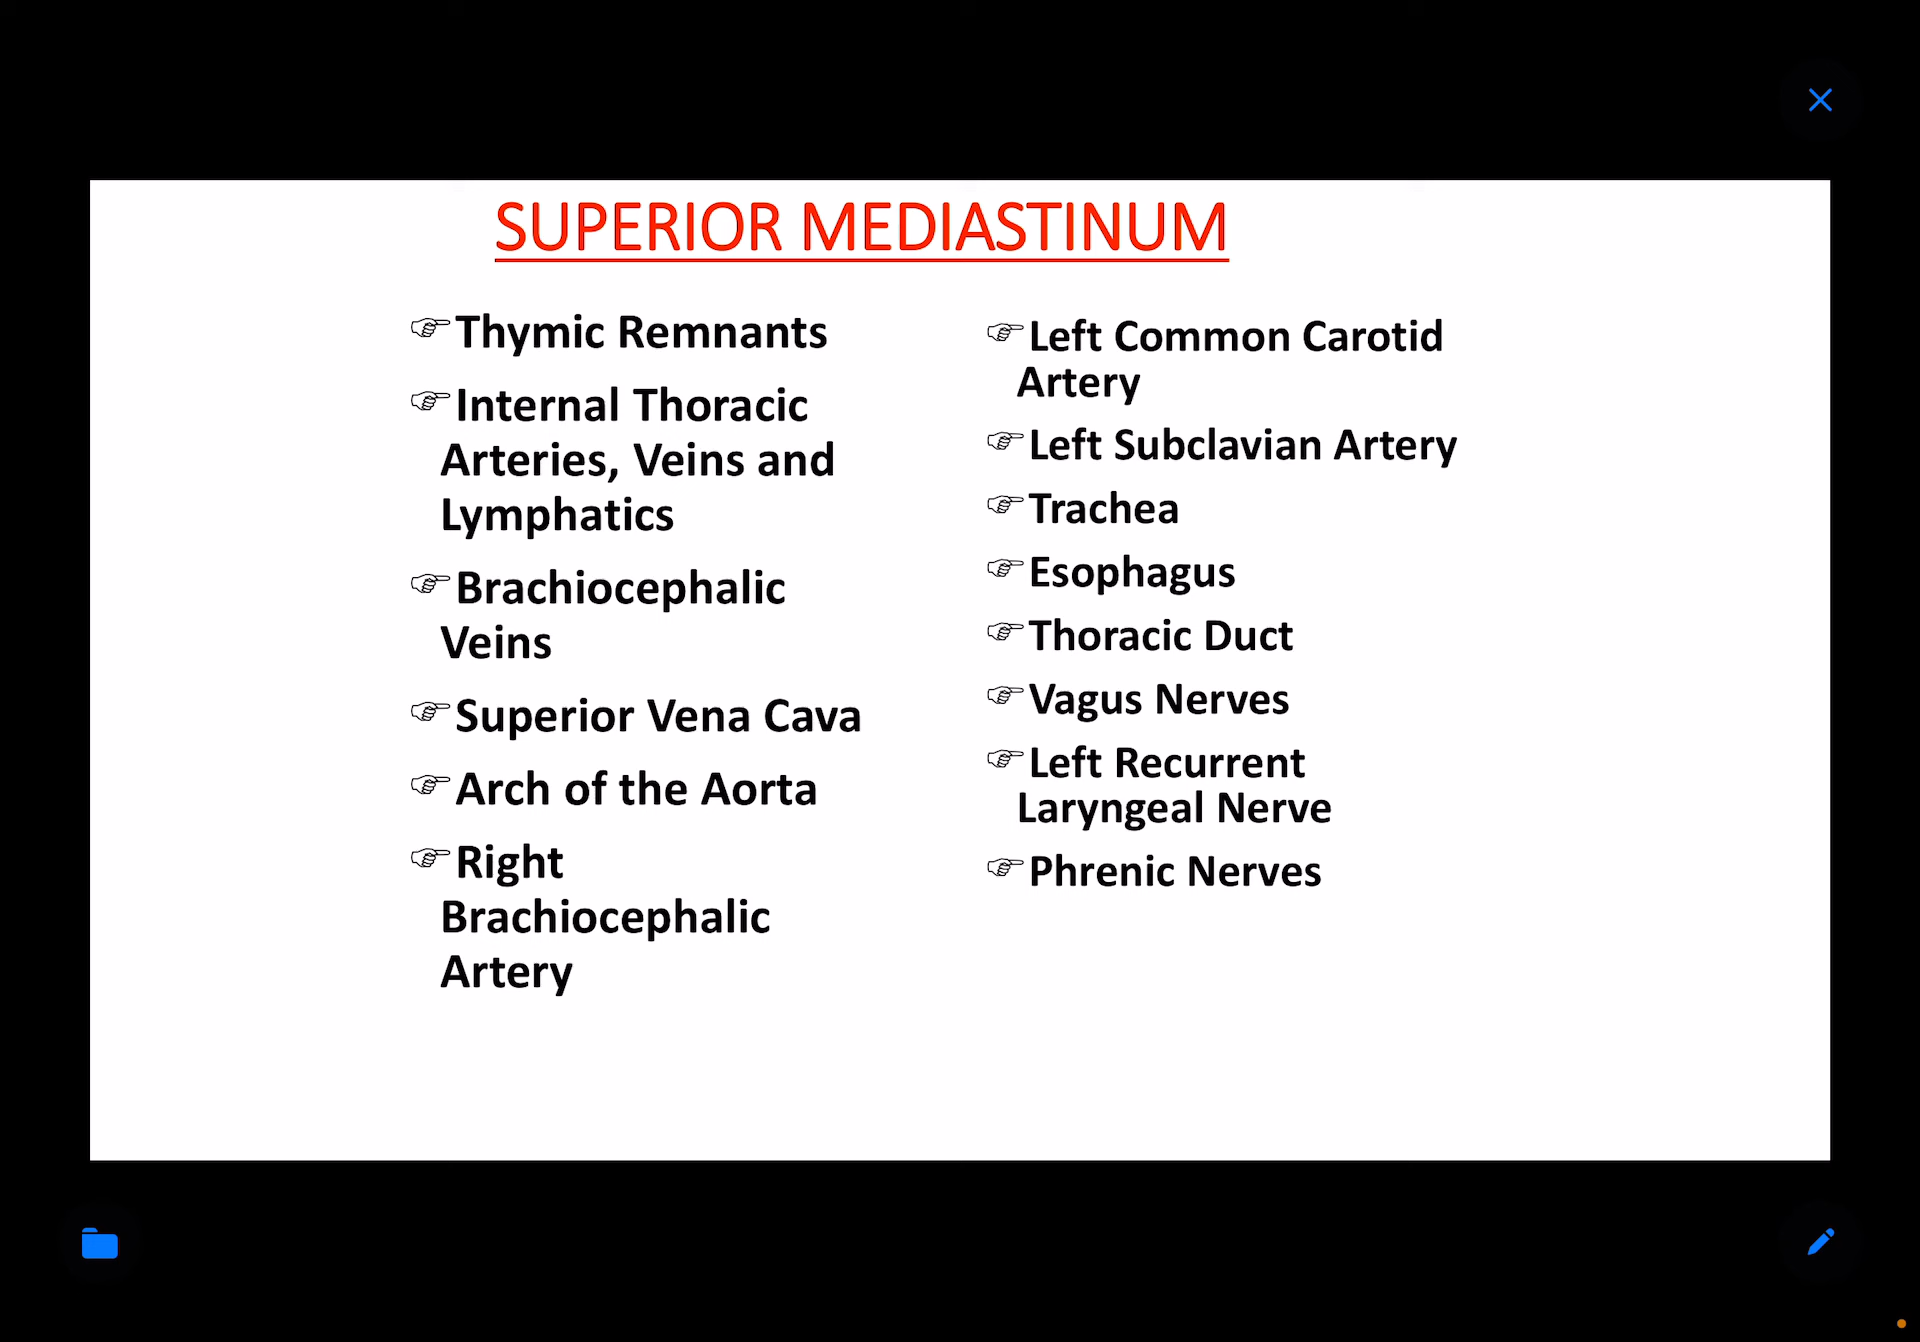 SUPERIOR MEDIASTINUM
☞Thymic Remnants
☞Internal Thoracic
Arteries, Veins and
Lymphatics
☞Brachiocephalic
Veins
☞Superior Vena Cava
☞Arch of the Aorta
☞Right
Brachiocephalic
Artery
☞Left Common Carotid
Artery
☞Left Subclavian Artery
☞Trachea
☞Esophagus
☞Thoracic Duct
☞Vagus Nerves
☞Left Recurrent
Laryngeal Nerve
☞Phrenic Nerves